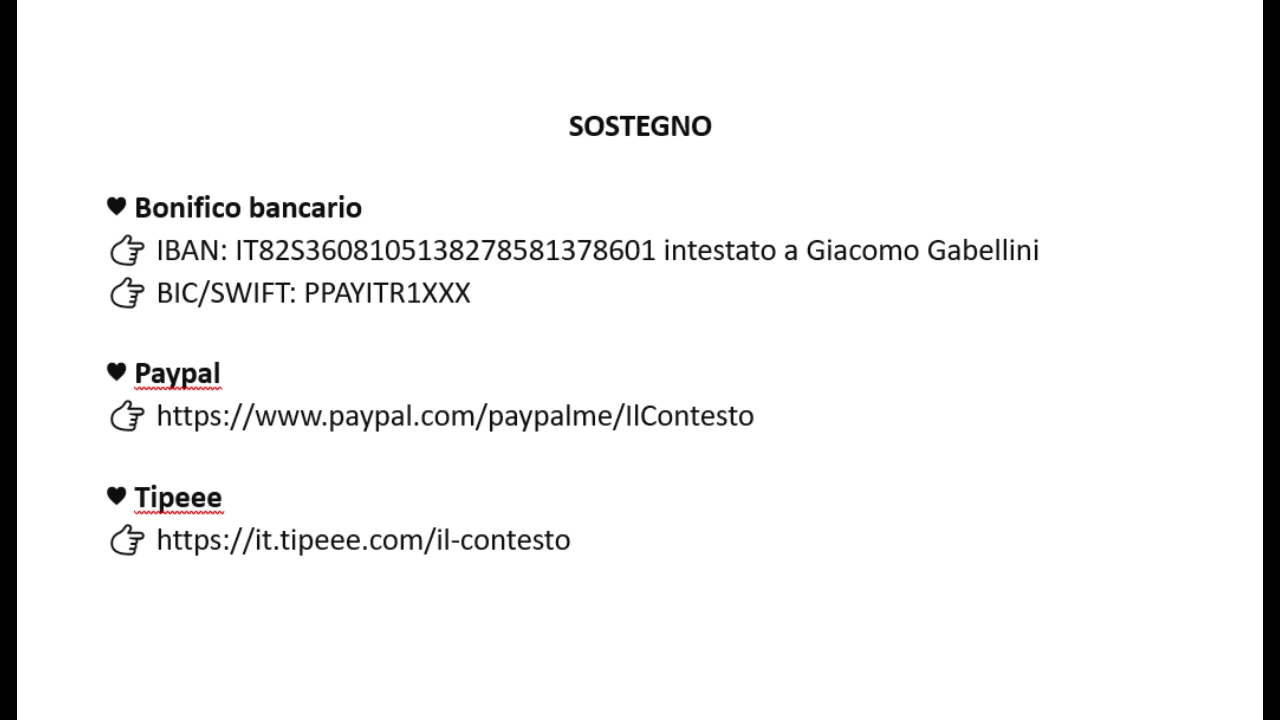 SOSTEGNO
♥ Bonifico bancario
👉 IBAN: IT82S3608105138278581378601 intestato a Giacomo Gabellini
👉 BIC/SWIFT: PPAYITR1XXX
♥ Paypal
👉 https://www.paypal.com/paypalme/IlContesto
♥ Tipeee
👉 https://it.tipeee.com/il-contesto